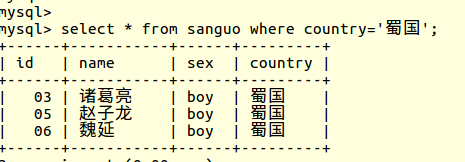 mysql>
mysql> select * from sanguo where country='蜀国';
+------+-----------+------+---------+
| id   | name      | sex  | country |
+------+-----------+------+---------+
|   03 | 诸葛亮    | boy  | 蜀国    |
|   05 | 赵子龙    | boy  | 蜀国    |
|   06 | 魏延      | boy  | 蜀国    |
+------+-----------+------+---------+